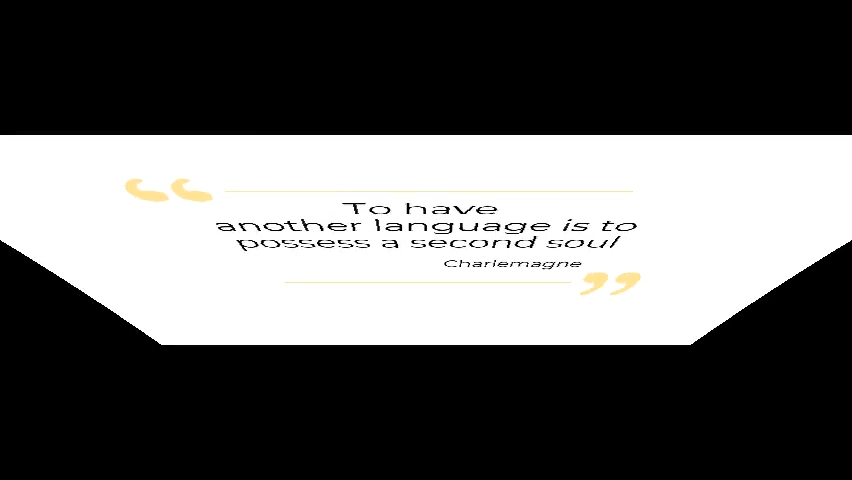 “
To have
another language is to
possess a second soul
Charlemagne
”